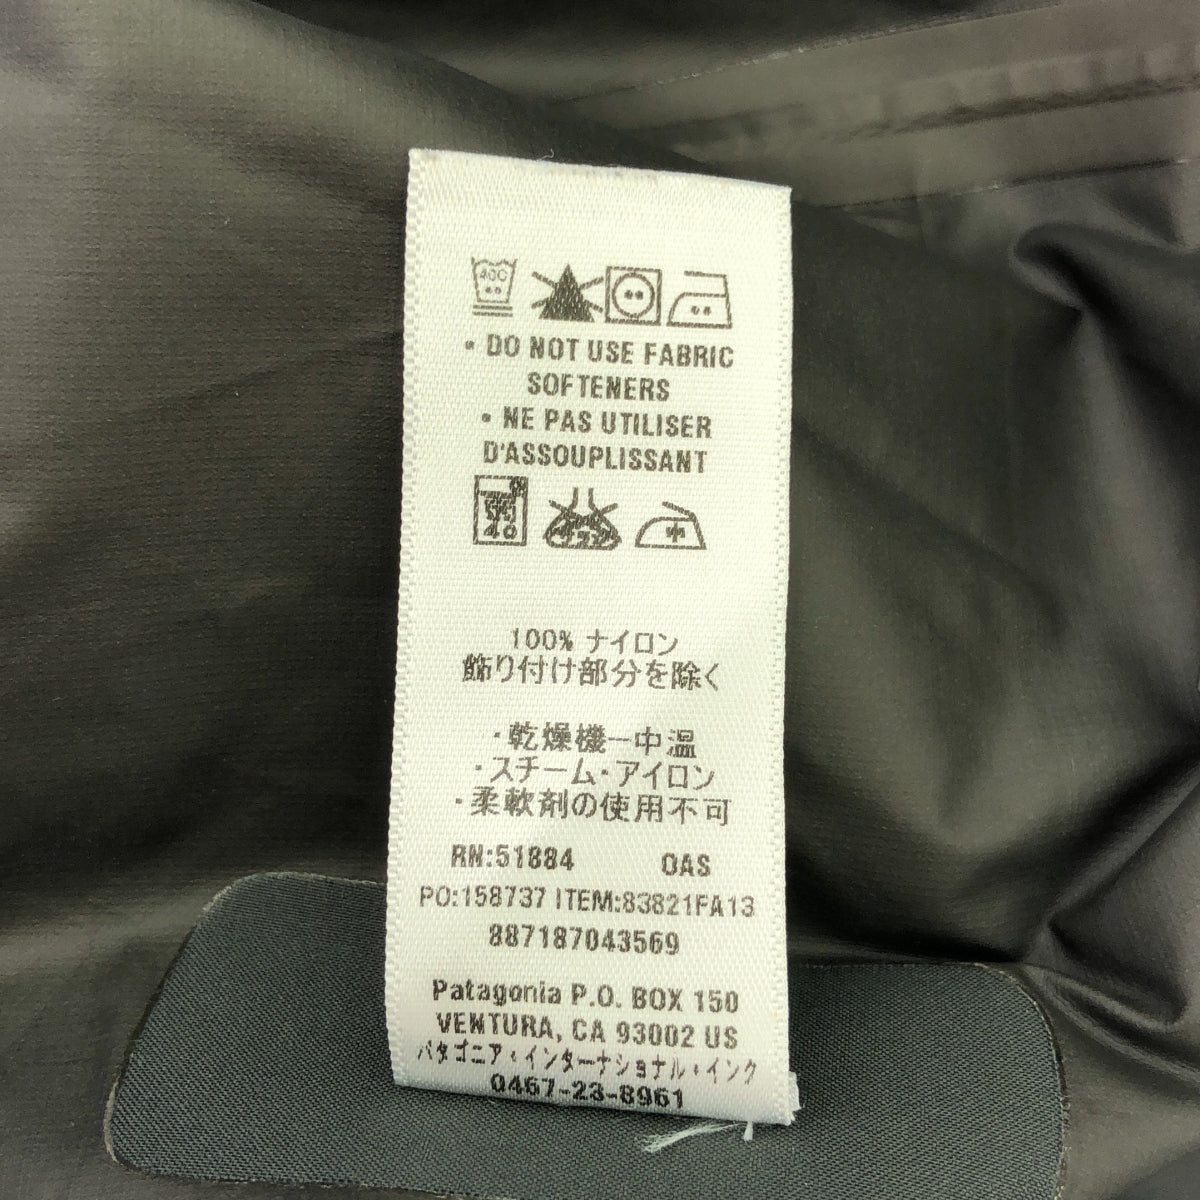 40C
• DO NOT USE FABRIC
SOFTENERS
• NE PAS UTILISER
D'ASSOUPLISSANT
弱
40
中
100% ナイロン
飾り付け部分を除く
・乾燥機ー中温
・スチーム・アイロン
・柔軟剤の使用不可
RN:51884 OAS
PO:158737 ITEM:83821FA13
887187043569
Patagonia P.O. BOX 150
VENTURA, CA 93002 US
パタゴニア・インターナショナル・インク
0467-23-8961